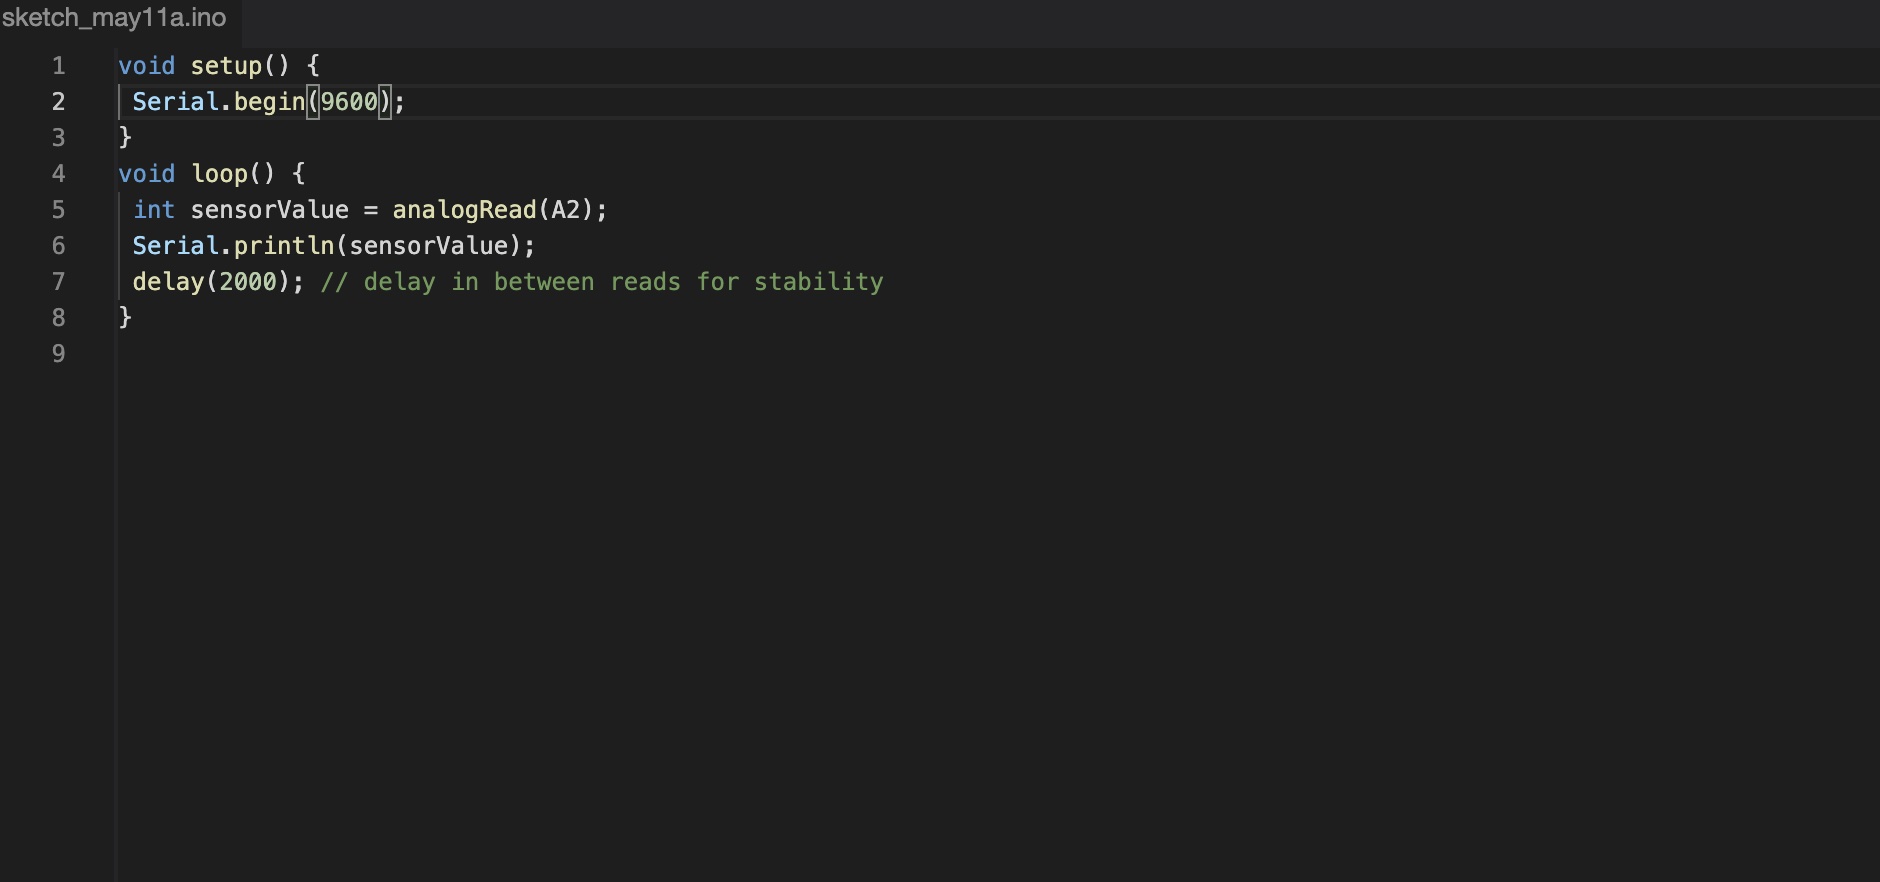 sketch_may11a.ino
1 void setup() {
2 Serial.begin(9600);
3 }
4 void loop() {
5 int sensorValue = analogRead(A2);
6 Serial.println(sensorValue);
7 delay(2000); // delay in between reads for stability
8 }
9